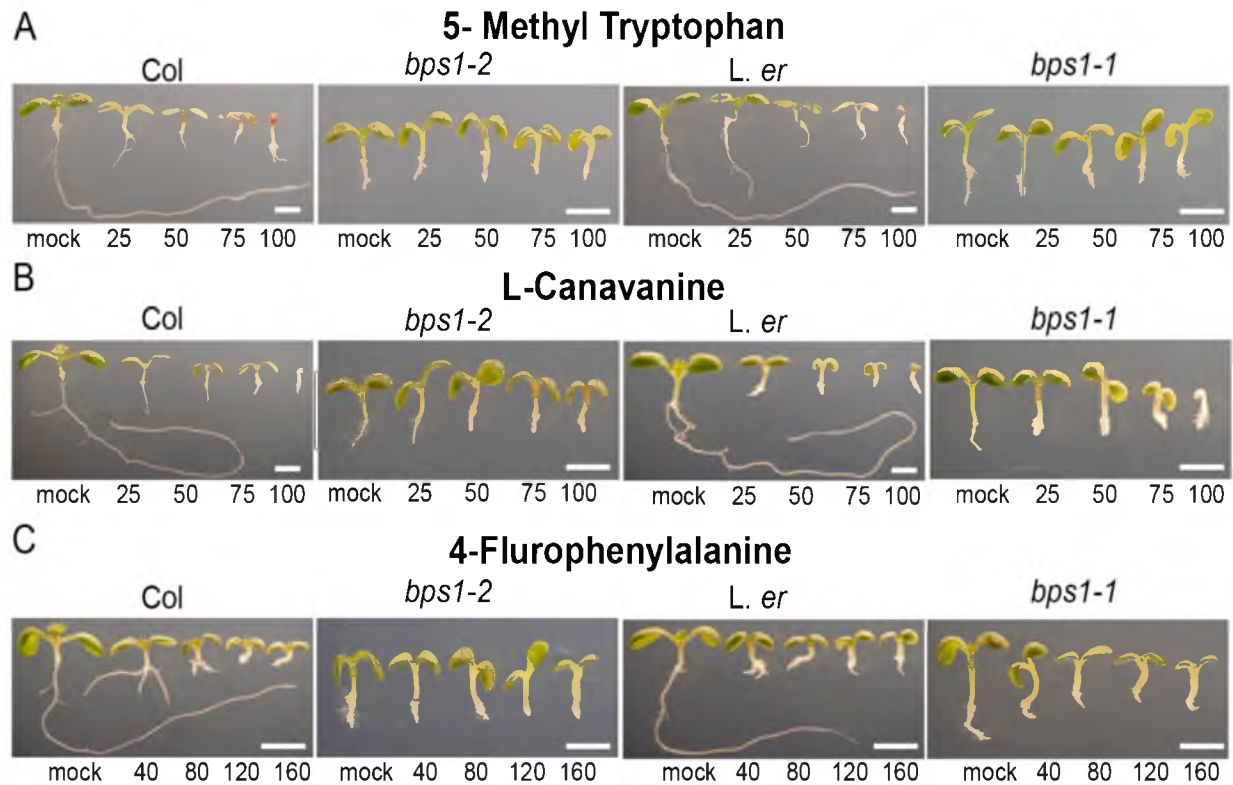 A
5- Methyl Tryptophan
Col bps1-2 L. er bps1-1
mock 25 50 75 100 mock 25 50 75 100 mock 25 50 75 100 mock 25 50 75 100
B
L-Canavanine
Col bps1-2 L. er bps1-1
mock 25 50 75 100 mock 25 50 75 100 mock 25 50 75 100 mock 25 50 75 100
C
4-Flurophenylalanine
Col bps1-2 L. er bps1-1
mock 40 80 120 160 mock 40 80 120 160 mock 40 80 120 160 mock 40 80 120 160